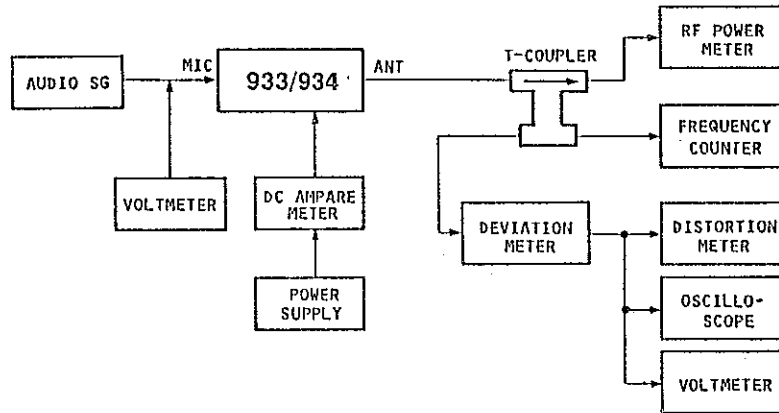 RF POWER
METER
T-COUPLER
MIC
ANT
AUDIO SG
933/934
FREQUENCY
COUNTER
VOLTMETER
DC AMPARE
METER
DEVIATION
METER
DISTORTION
METER
POWER
SUPPLY
OSCILLO-
SCOPE
VOLTMETER